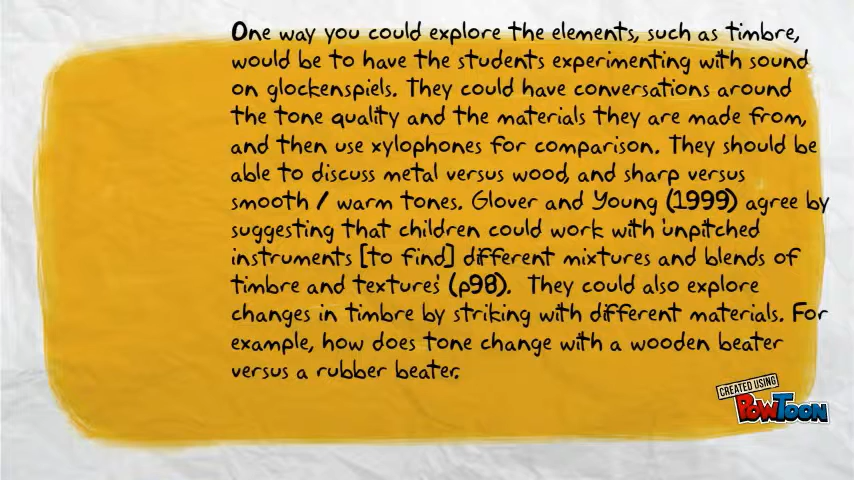 One way you could explore the elements, such as timbre,
would be to have the students experimenting with sound
on glockenspiels. They could have conversations around
the tone quality and the materials they are made from,
and then use xylophones for comparison. They should be
able to discuss metal versus wood, and sharp versus
smooth / warm tones. Glover and Young (1999) agree by
suggesting that children could work with 'unpitched
instruments [to find] different mixtures and blends of
timbre and textures' (p98). They could also explore
changes in timbre by striking with different materials. For
example, how does tone change with a wooden beater
versus a rubber beater.
CREATED USING
POWTOON